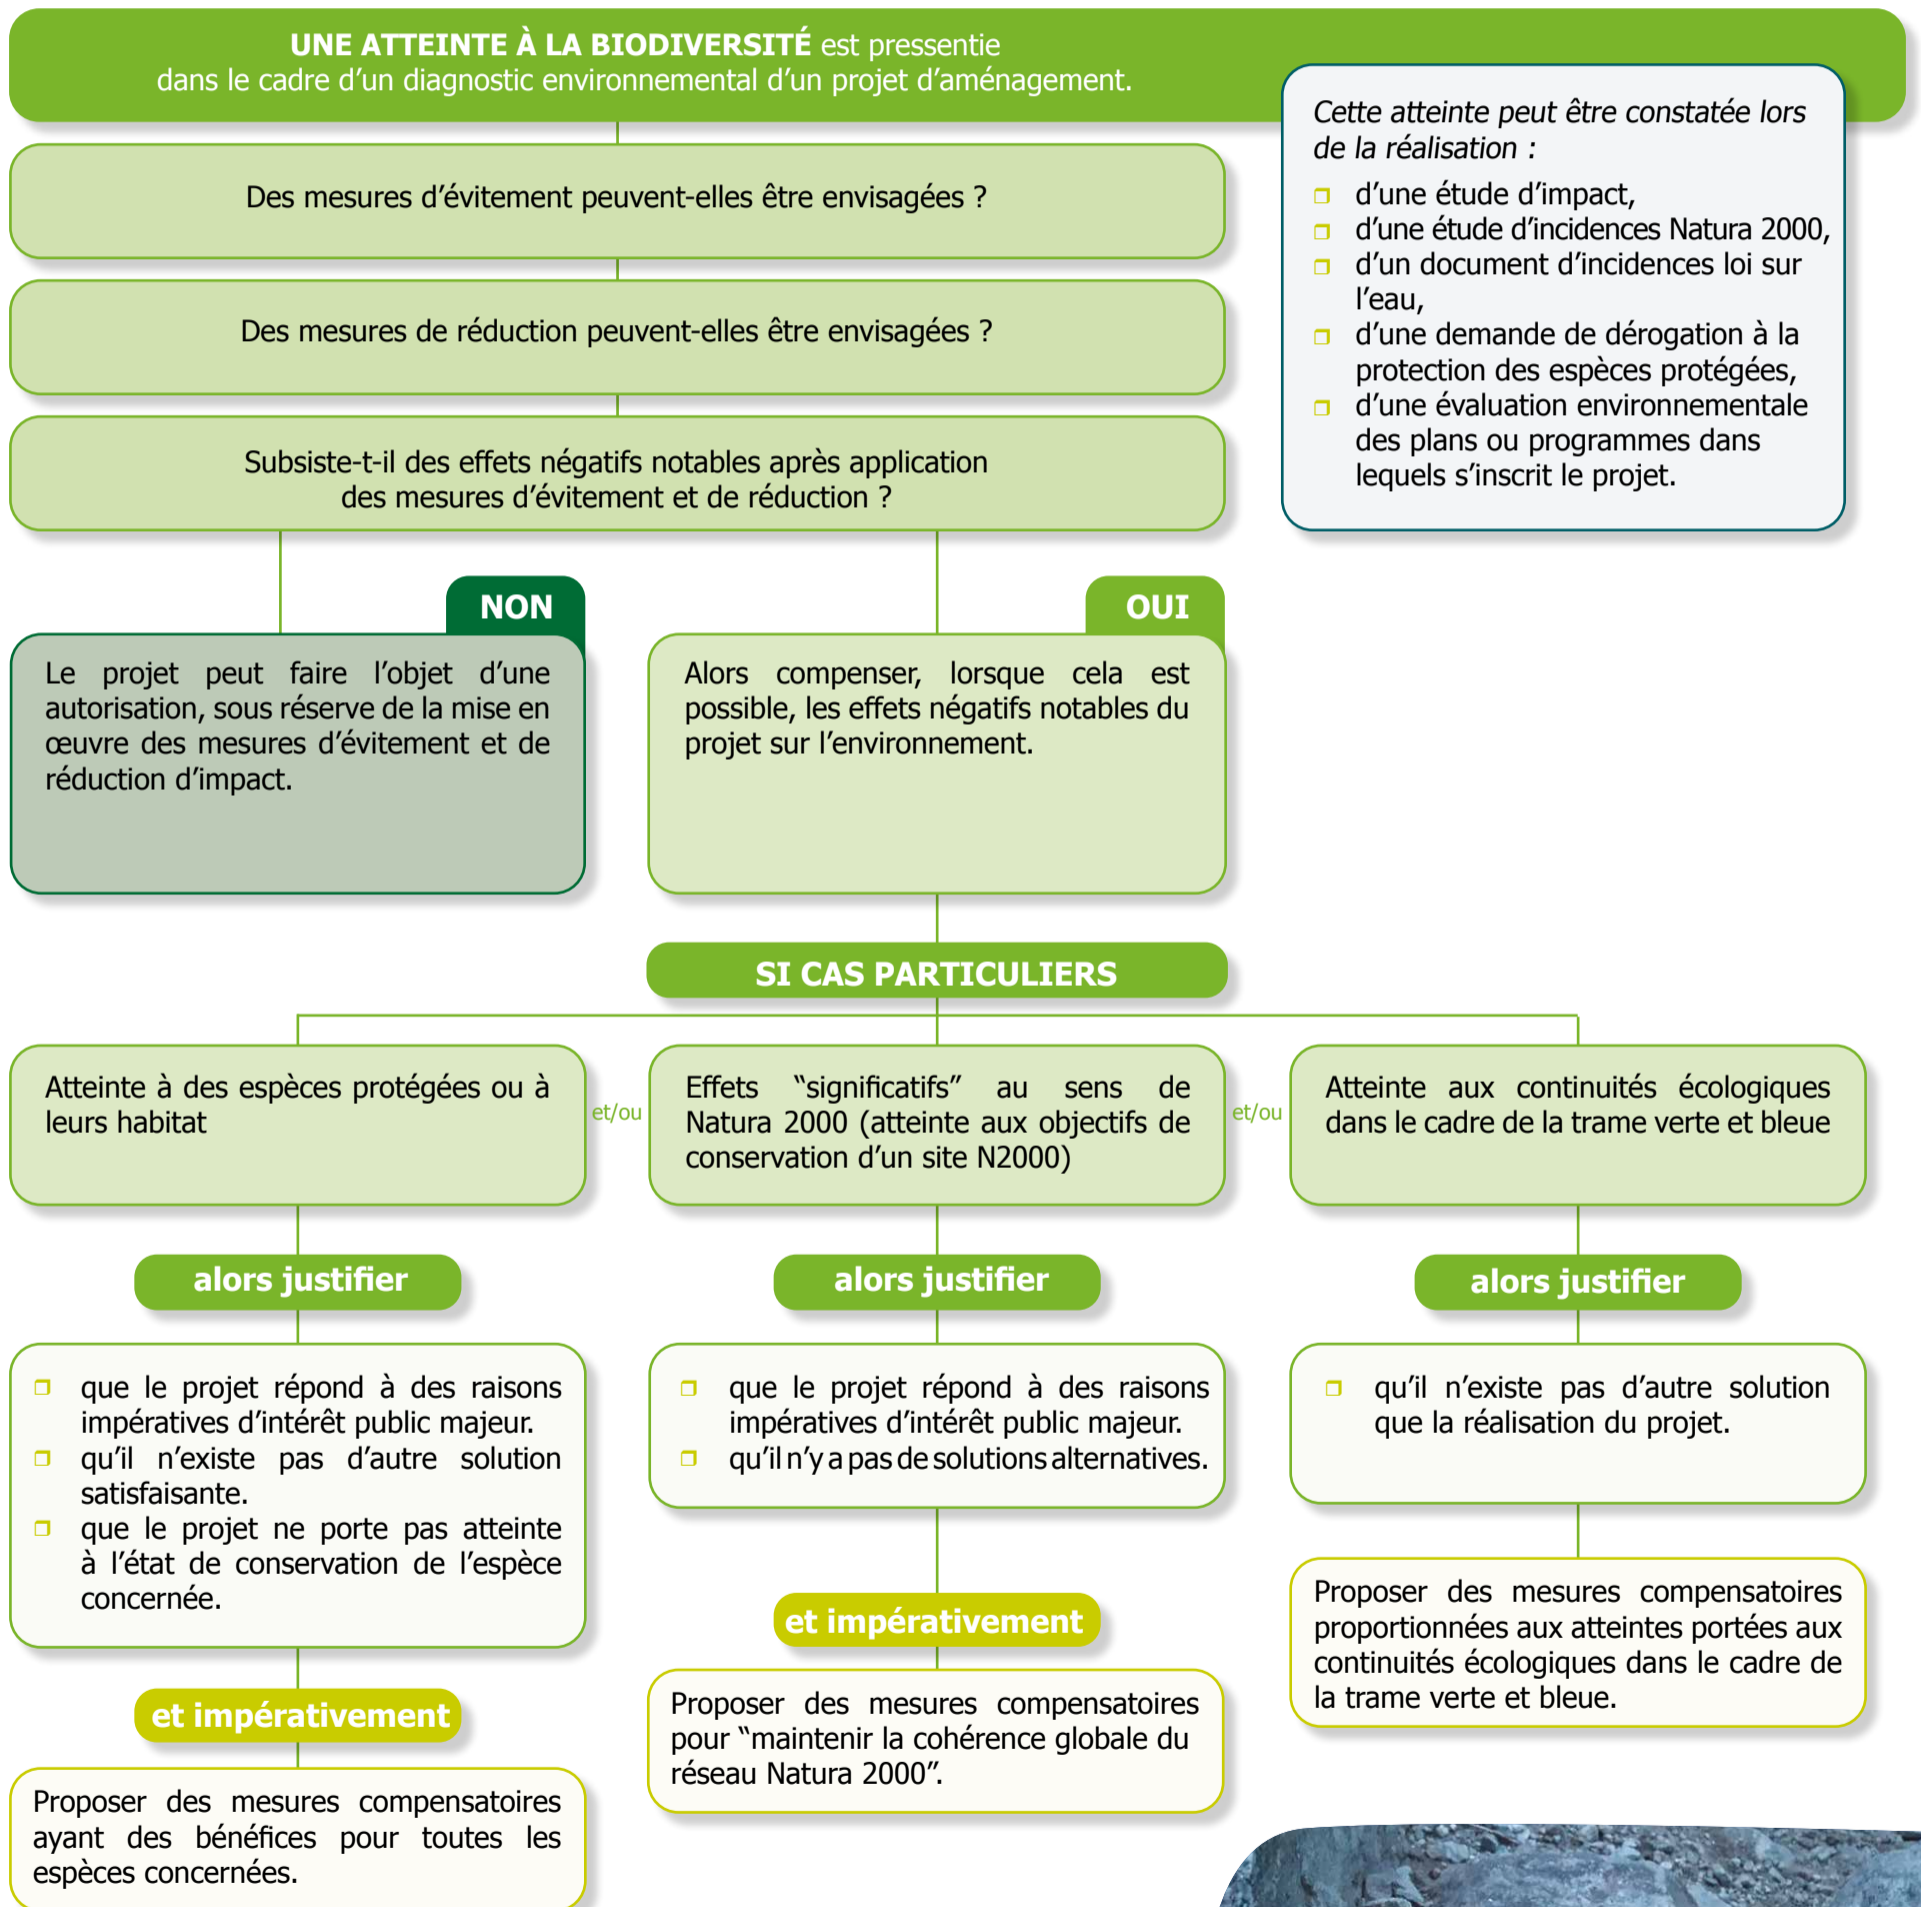 UNE ATTEINTE À LA BIODIVERSITÉ est pressentie
dans le cadre d’un diagnostic environnemental d’un projet d’aménagement.
Cette atteinte peut être constatée lors
de la réalisation :
d’une étude d’impact,
d’une étude d’incidences Natura 2000,
d’un document d’incidences loi sur
l’eau,
d’une demande de dérogation à la
protection des espèces protégées,
d’une évaluation environnementale
des plans ou programmes dans
lequels s’inscrit le projet.
Des mesures d’évitement peuvent-elles être envisagées ?
Des mesures de réduction peuvent-elles être envisagées ?
Subsiste-t-il des effets négatifs notables après application
des mesures d’évitement et de réduction ?
NON
Le projet peut faire l’objet d’une
autorisation, sous réserve de la mise en
œuvre des mesures d’évitement et de
réduction d’impact.
OUI
Alors compenser, lorsque cela est
possible, les effets négatifs notables du
projet sur l’environnement.
SI CAS PARTICULIERS
Atteinte à des espèces protégées ou à
leurs habitat
et/ou
Effets “significatifs” au sens de
Natura 2000 (atteinte aux objectifs de
conservation d’un site N2000)
et/ou
Atteinte aux continuités écologiques
dans le cadre de la trame verte et bleue
alors justifier
que le projet répond à des raisons
impératives d’intérêt public majeur.
qu’il n’existe pas d’autre solution
satisfaisante.
que le projet ne porte pas atteinte
à l’état de conservation de l’espèce
concernée.
et impérativement
Proposer des mesures compensatoires
ayant des bénéfices pour toutes les
espèces concernées.
alors justifier
que le projet répond à des raisons
impératives d’intérêt public majeur.
qu’il n’y a pas de solutions alternatives.
et impérativement
Proposer des mesures compensatoires
pour “maintenir la cohérence globale du
réseau Natura 2000”.
alors justifier
qu’il n’existe pas d’autre solution
que la réalisation du projet.
Proposer des mesures compensatoires
proportionnées aux atteintes portées aux
continuités écologiques dans le cadre de
la trame verte et bleue.